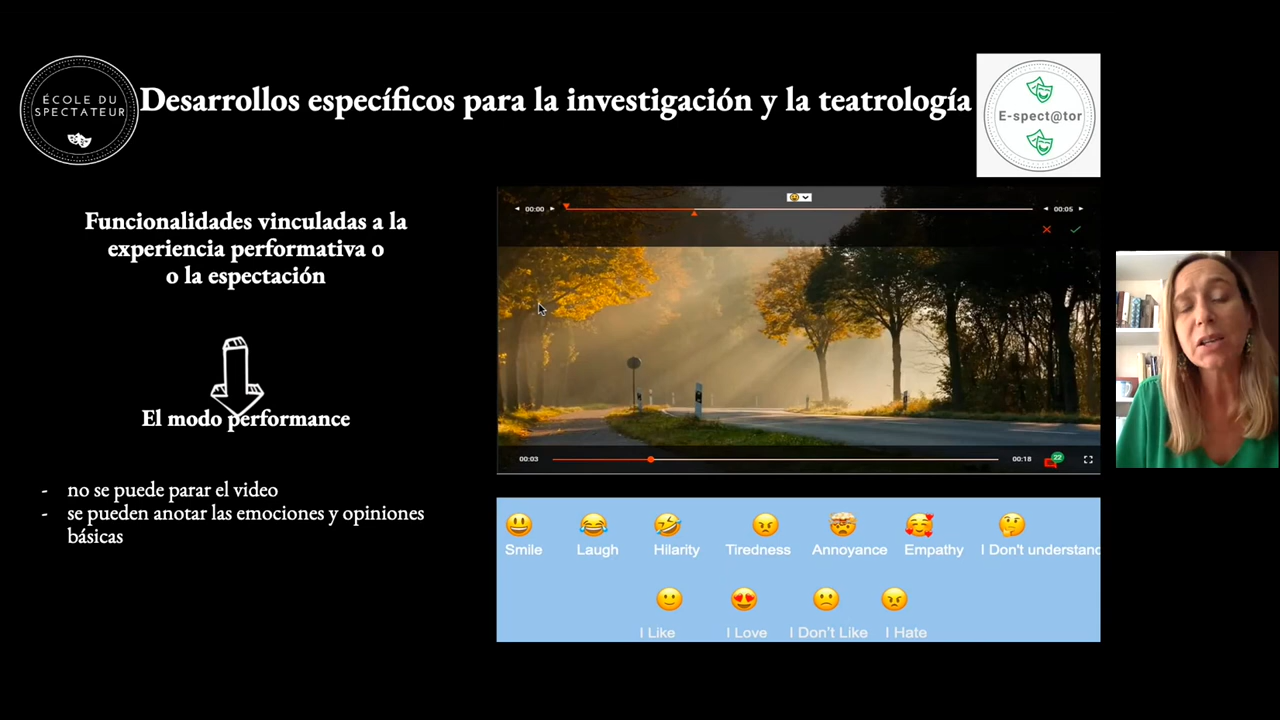 ÉCOLE DU
SPECTATEUR
Desarrollos específicos para la investigación y la teatrología
E-spect@tor
Funcionalidades vinculadas a la
experiencia performativa o
o la espectación
El modo performance
- no se puede parar el video
- se pueden anotar las emociones y opiniones
básicas
00:00
00:05
00:03
00:18
22
Smile Laugh Hilarity Tiredness Annoyance Empathy I Don't understand
I Like I Love I Don't Like I Hate